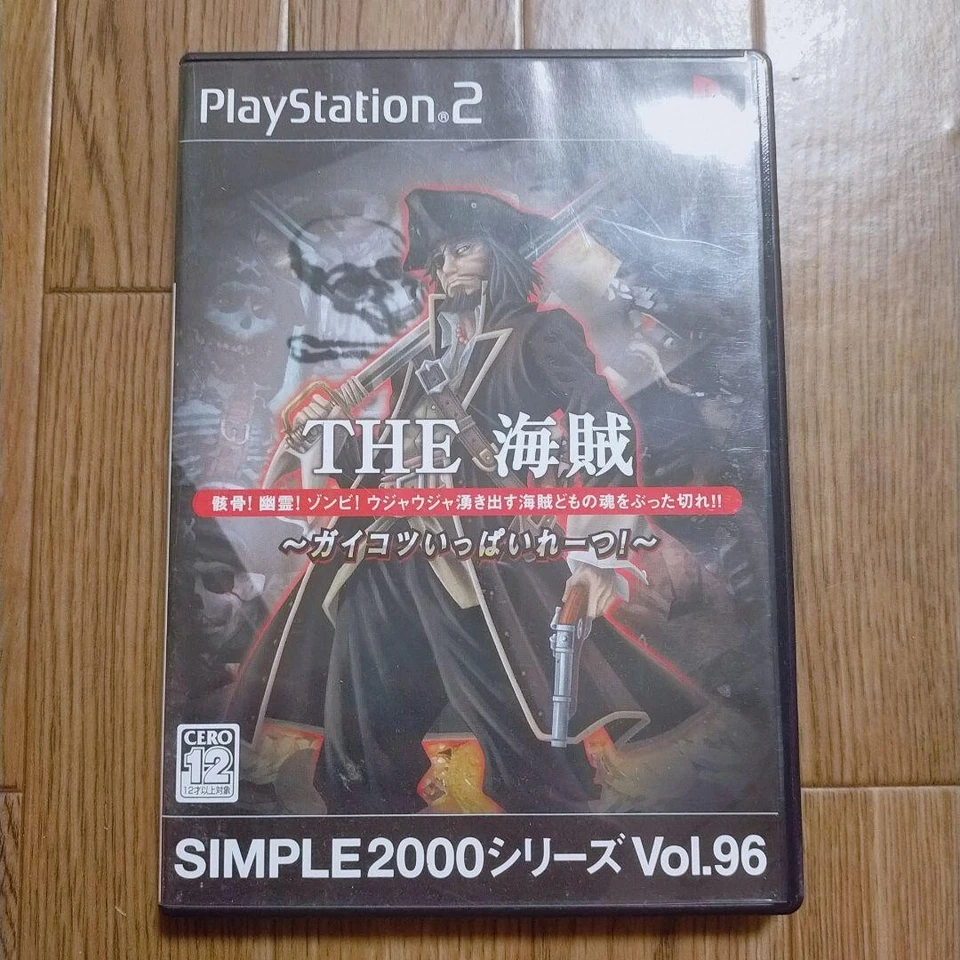 PlayStation®2
THE 海賊
骸骨! 幽霊! ゾンビ! ウジャウジャ湧き出す海賊どもの魂をぶった切れ!!
～ガイコツいっぱいれーつ!～
CERO
12
12才以上対象
SIMPLE2000シリーズ Vol.96